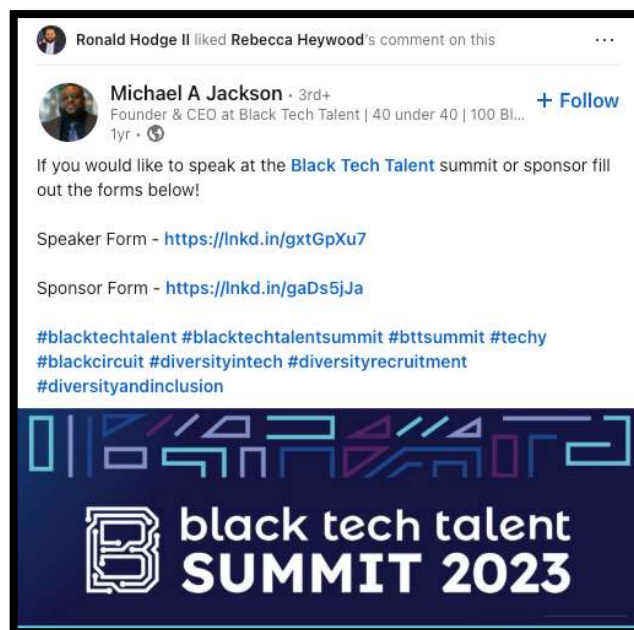 Ronald Hodge II liked Rebecca Heywood's comment on this
Michael A Jackson · 3rd+
+ Follow
Founder & CEO at Black Tech Talent | 40 under 40 | 100 Bl...
1yr ·
If you would like to speak at the Black Tech Talent summit or sponsor fill
out the forms below!
Speaker Form - https://lnkd.in/gxtGpXu7
Sponsor Form - https://lnkd.in/gaDs5jJa
#blacktechtalent #blacktechtalentsummit #bttsummit #techy
#blackcircuit #diversityintech #diversityrecruitment
#diversityandinclusion
B black tech talent
SUMMIT 2023